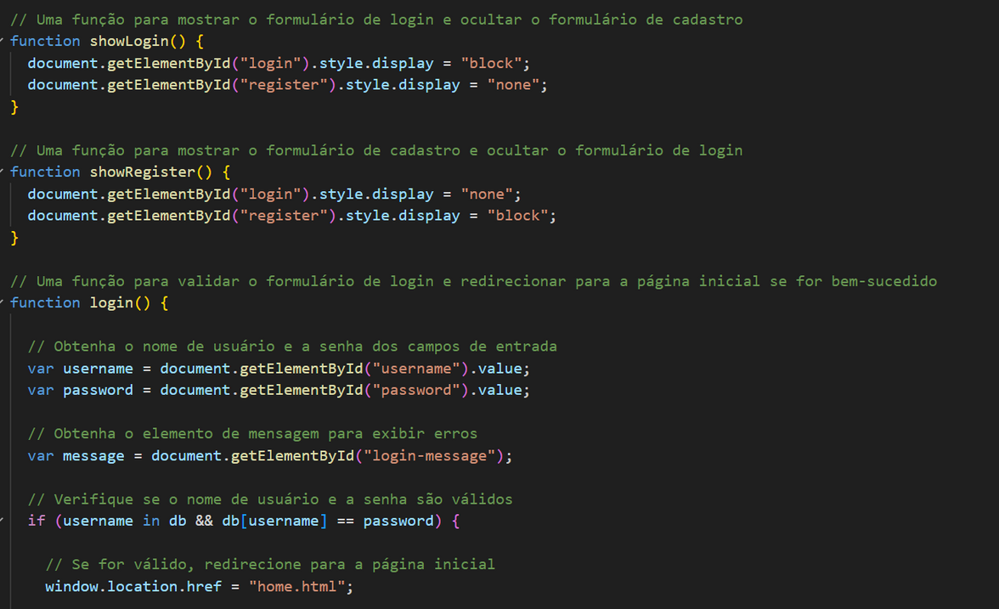 // Uma função para mostrar o formulário de login e ocultar o formulário de cadastro
function showLogin() {
document.getElementById("login").style.display = "block";
document.getElementById("register").style.display = "none";
}
// Uma função para mostrar o formulário de cadastro e ocultar o formulário de login
function showRegister() {
document.getElementById("login").style.display = "none";
document.getElementById("register").style.display = "block";
}
// Uma função para validar o formulário de login e redirecionar para a página inicial se for bem-sucedido
function login() {
// Obtenha o nome de usuário e a senha dos campos de entrada
var username = document.getElementById("username").value;
var password = document.getElementById("password").value;
// Obtenha o elemento de mensagem para exibir erros
var message = document.getElementById("login-message");
// Verifique se o nome de usuário e a senha são válidos
if (username in db && db[username] == password) {
// Se for válido, redirecione para a página inicial
window.location.href = "home.html";